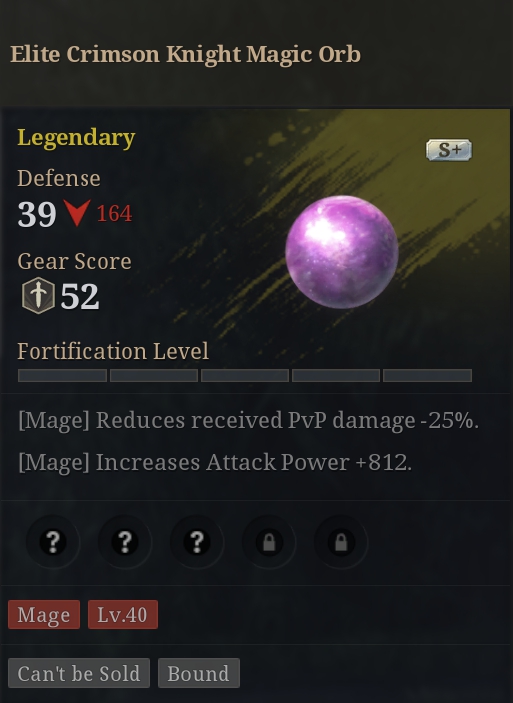 Elite Crimson Knight Magic Orb
Legendary
S+
Defense
39 164
Gear Score
52
Fortification Level
[Mage] Reduces received PvP damage -25%.
[Mage] Increases Attack Power +812.
? ? ?
Mage Lv.40
Can't be Sold Bound